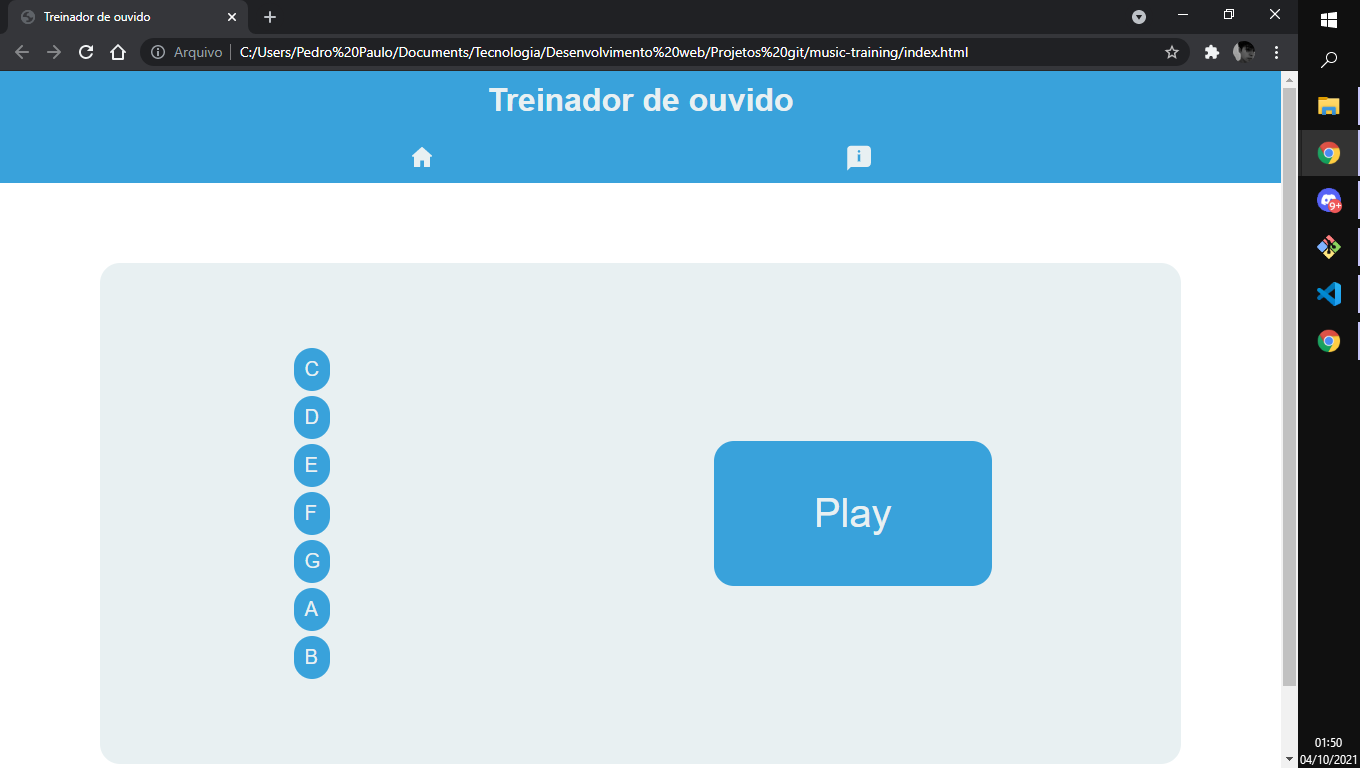 Treinador de ouvido
Arquivo C:/Users/Pedro%20Paulo/Documents/Tecnologia/Desenvolvimento%20web/Projetos%20git/music-training/index.html
Treinador de ouvido
i
C
D
E
F
G
A
B
Play
9+
01:50
04/10/2021